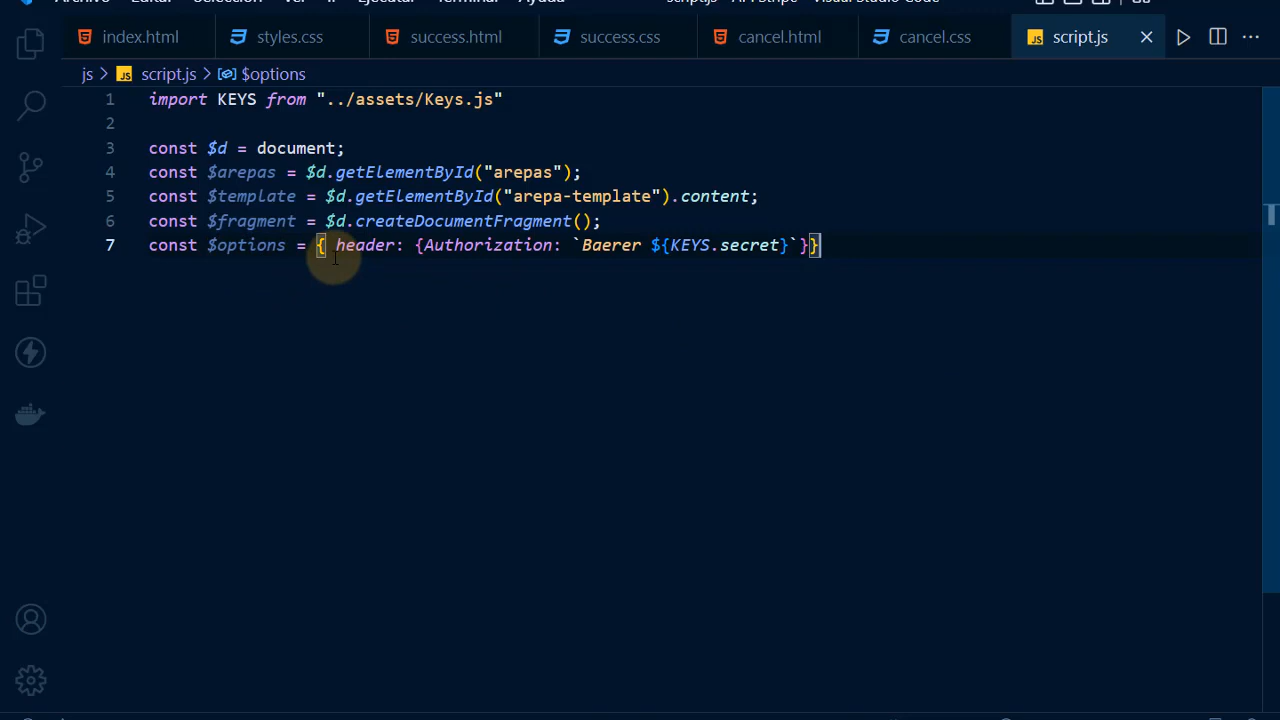 index.html styles.css success.html success.css cancel.html cancel.css JS script.js
js > JS script.js > $options
1 import KEYS from "../assets/Keys.js"
2
3 const $d = document;
4 const $arepas = $d.getElementById("arepas");
5 const $template = $d.getElementById("arepa-template").content;
6 const $fragment = $d.createDocumentFragment();
7 const $options = { header: {Authorization: `Baerer ${KEYS.secret}`}}